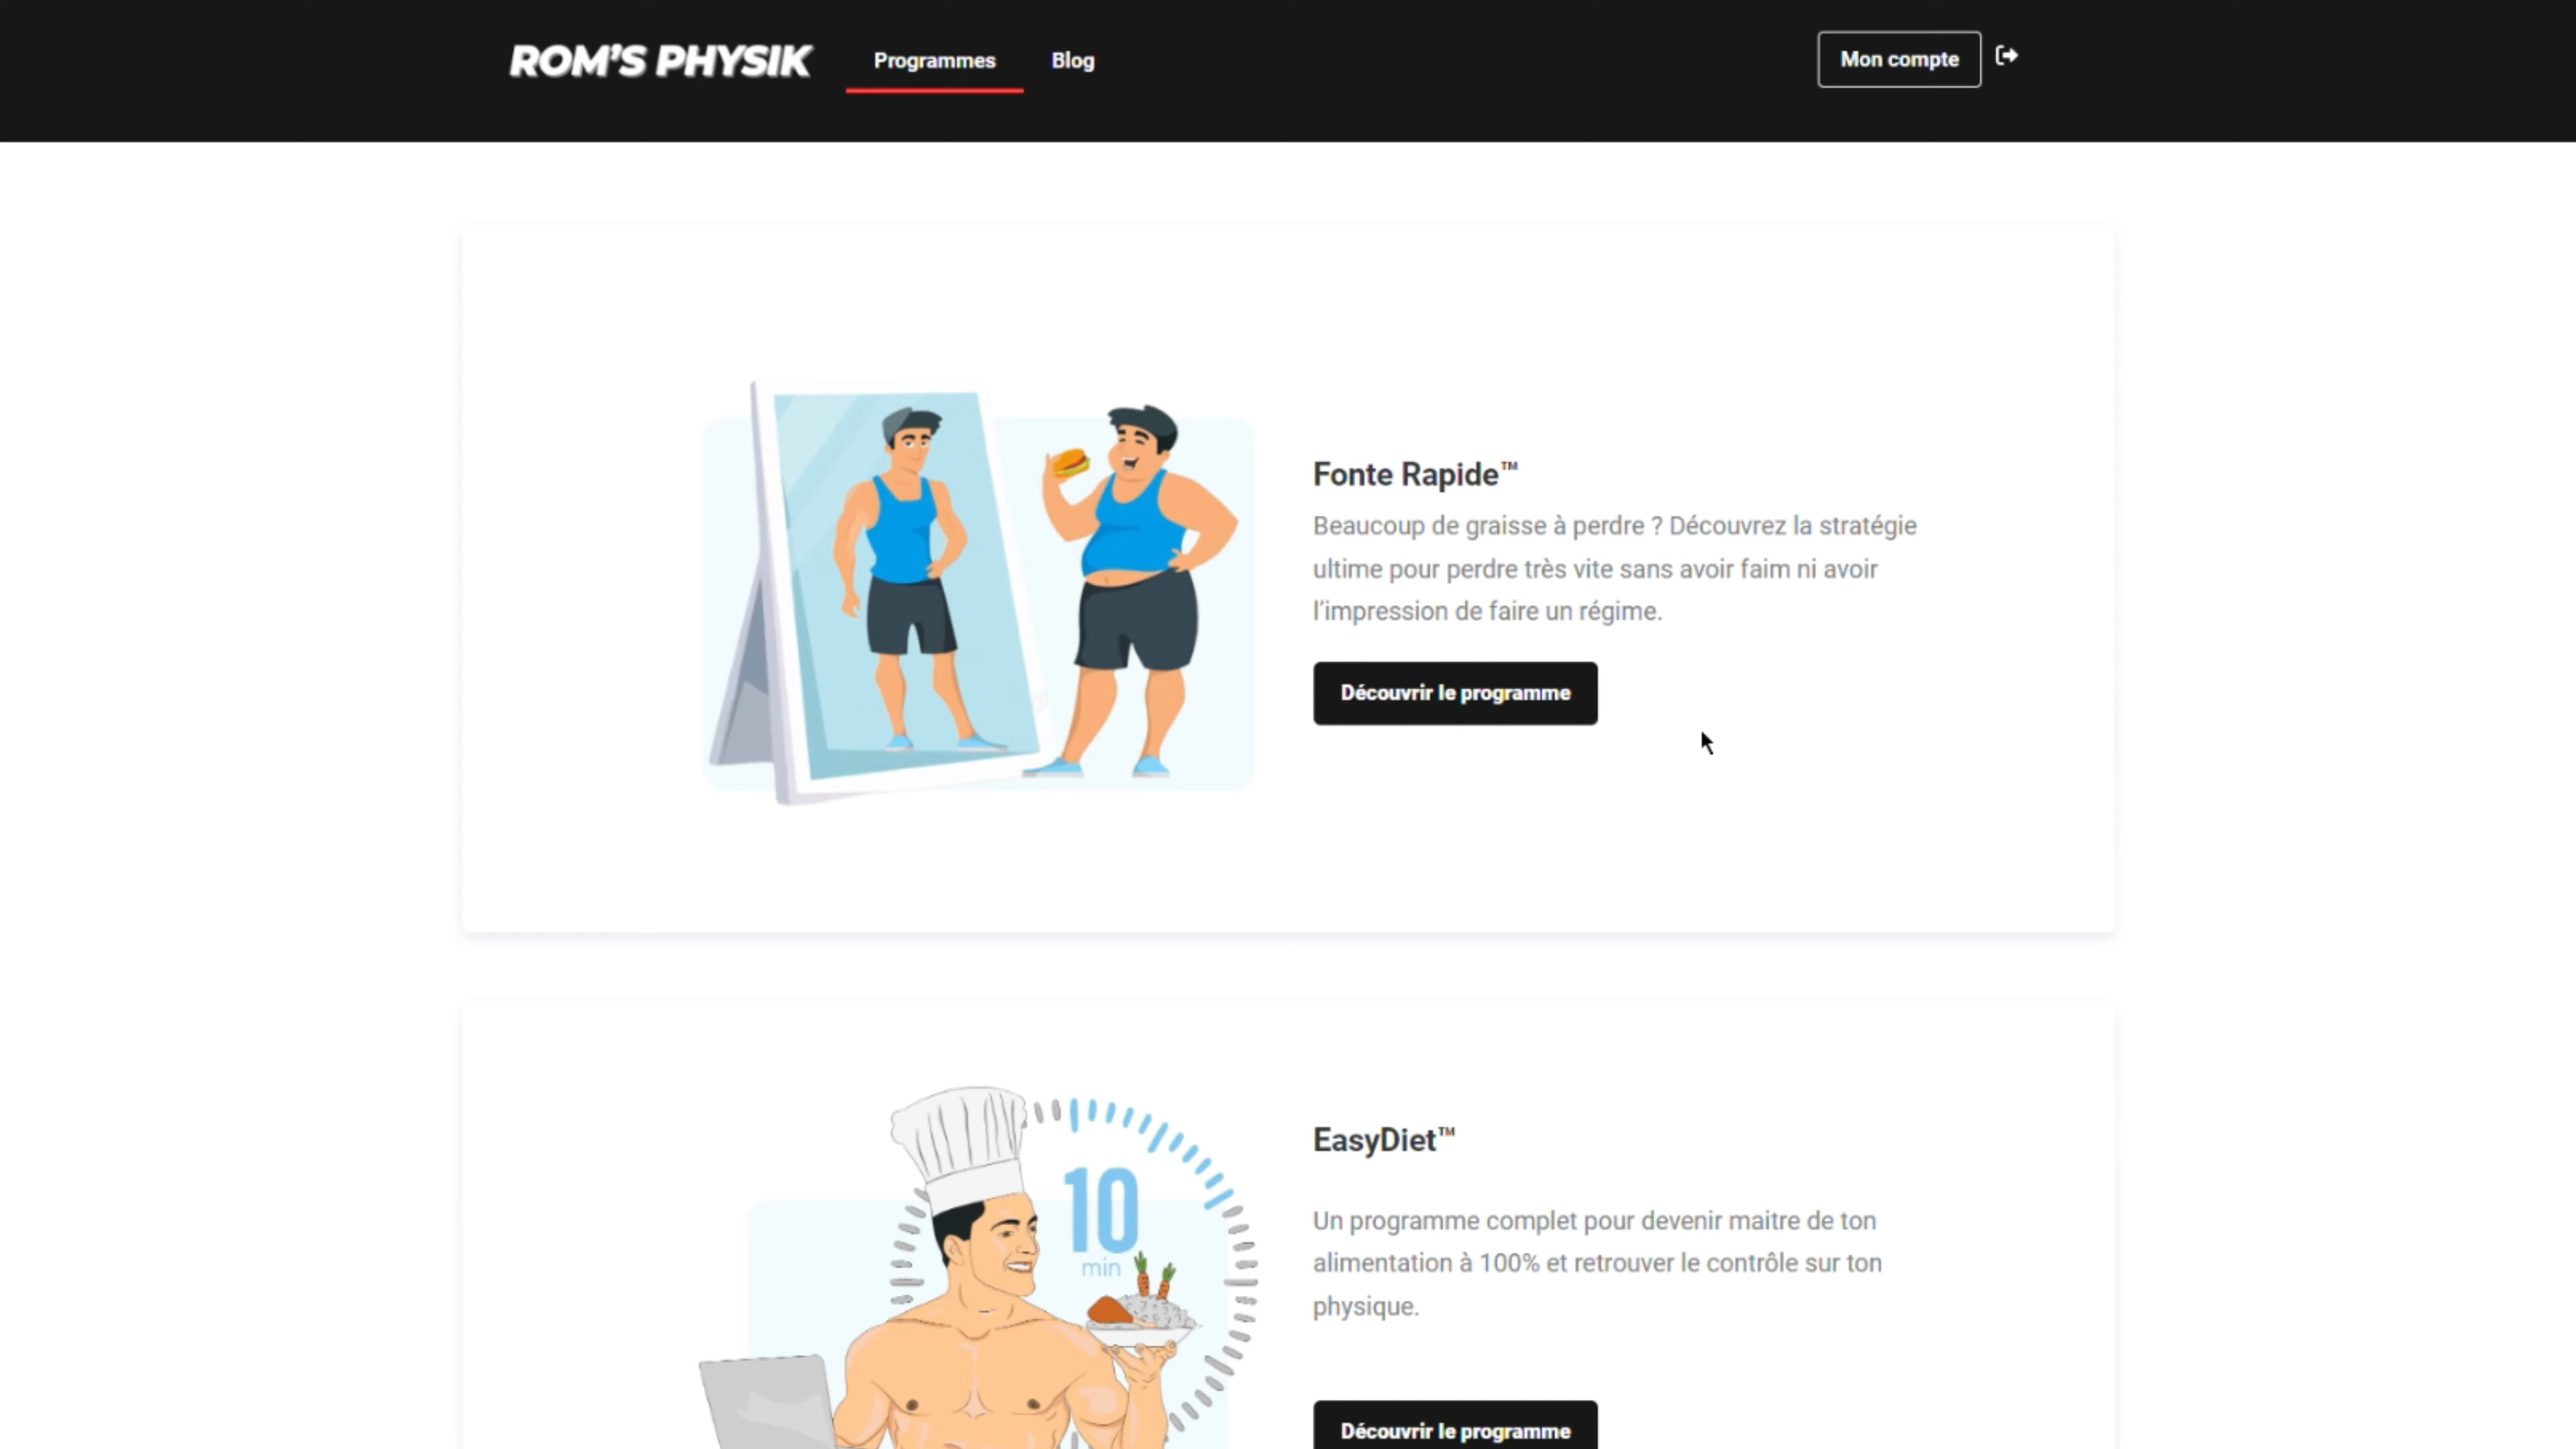 ROM'S PHYSIK
Programmes
Blog
Mon compte
Fonte Rapide™
Beaucoup de graisse à perdre ? Découvrez la stratégie
ultime pour perdre très vite sans avoir faim ni avoir
l'impression de faire un régime.
Découvrir le programme
10
min
EasyDiet™
Un programme complet pour devenir maitre de ton
alimentation à 100% et retrouver le contrôle sur ton
physique.
Découvrir le programme